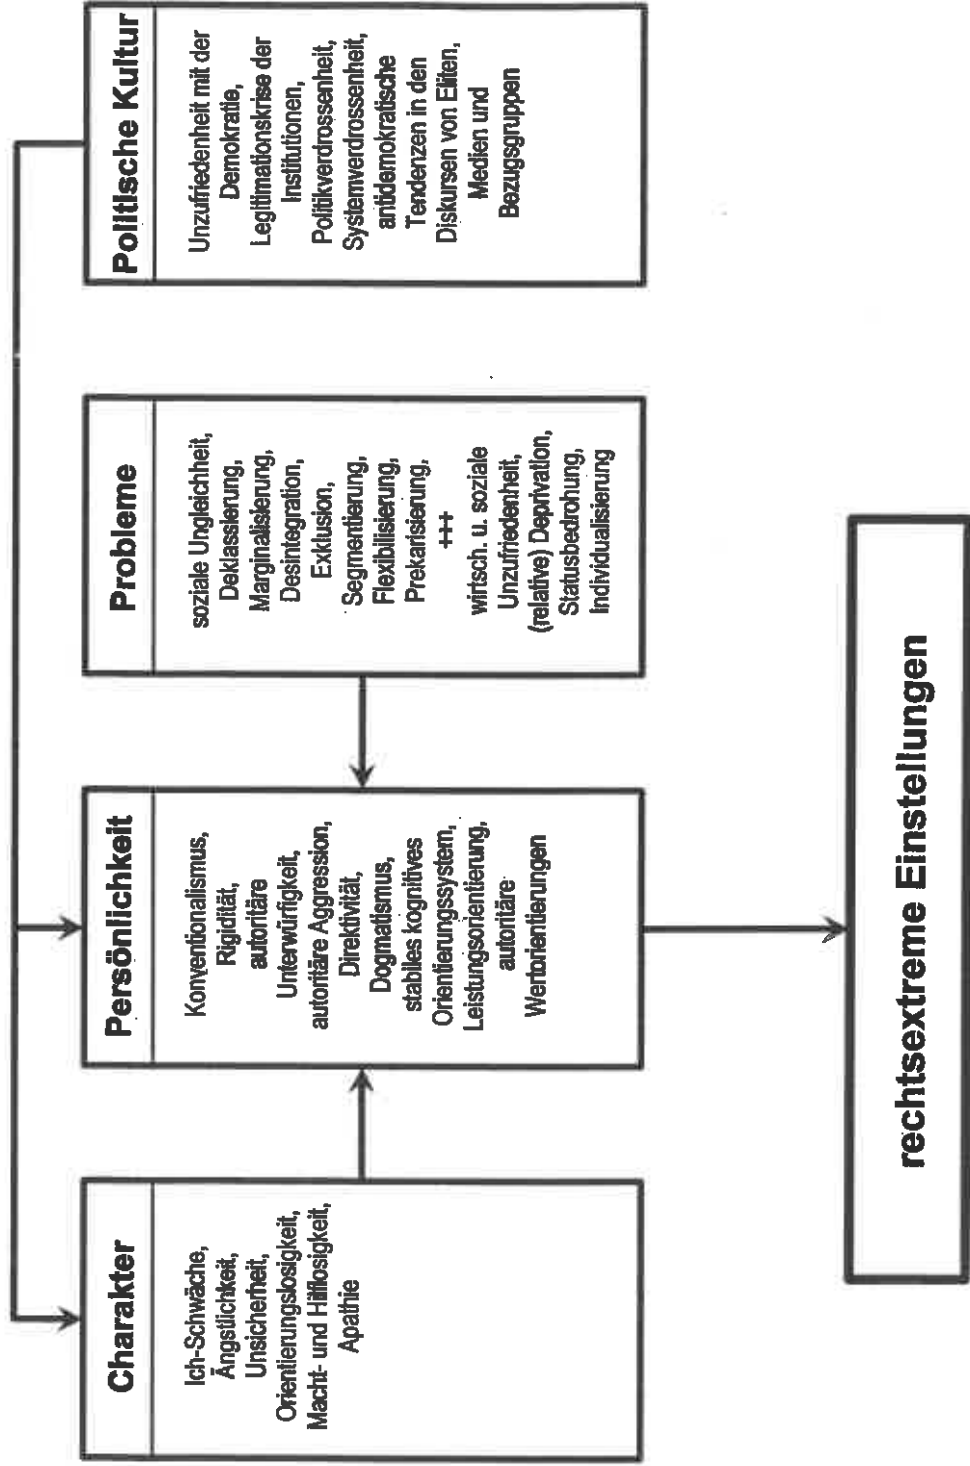 Charakter
Ich-Schwäche,
Ängstlichkeit,
Unsicherheit,
Orientierungslosigkeit,
Macht- und Hilflosigkeit,
Apathie
Persönlichkeit
Konventionalismus,
Rigidität,
autoritäre
Unterwürfigkeit,
autoritäre Aggression,
Direktivität,
Dogmatismus,
stabiles kognitives
Orientierungssystem,
Leistungsorientierung,
autoritäre
Wertorientierungen
Probleme
soziale Ungleichheit,
Deklassierung,
Marginalisierung,
Desintegration,
Exklusion,
Segmentierung,
Flexibilisierung,
Prekarisierung,
+++
wirtsch. u. soziale
Unzufriedenheit,
(relative) Deprivation,
Statusbedrohung,
Individualisierung
Politische Kultur
Unzufriedenheit mit der
Demokratie,
Legitimationskrise der
Institutionen,
Politikverdrossenheit,
Systemverdrossenheit,
antidemokratische
Tendenzen in den
Diskursen von Eliten,
Medien und
Bezugsgruppen
rechtsextreme Einstellungen